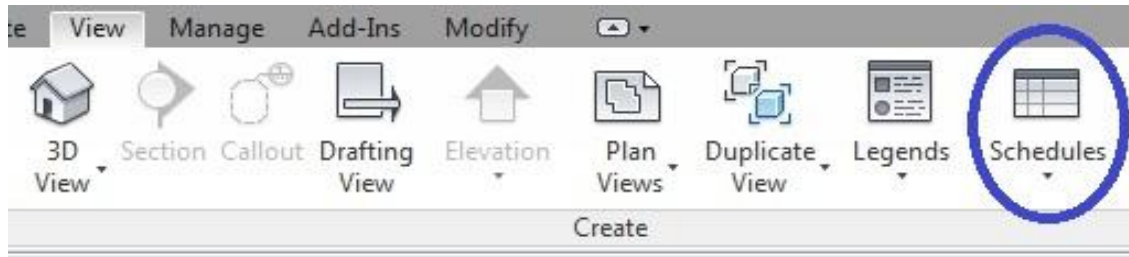 te View Manage Add-Ins Modify
3D Section Callout Drafting Elevation Plan Duplicate Legends Schedules
View View Views View
Create